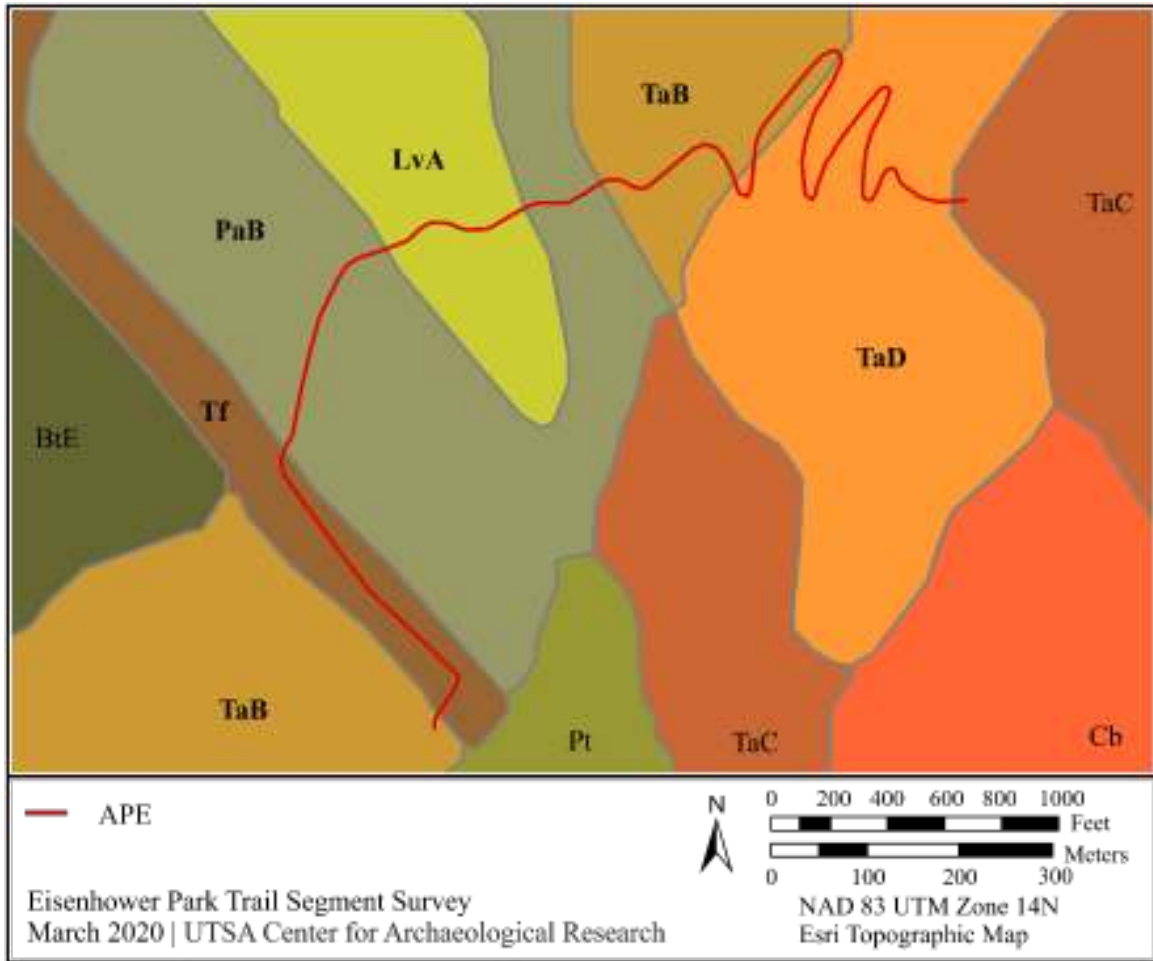 TaB
LvA
TaC
PaB
TaD
Tf
BtE
TaB
Pt
TaC
Cb
APE
N
0 200 400 600 800 1000
Feet
Meters
0 100 200 300
Eisenhower Park Trail Segment Survey
March 2020 | UTSA Center for Archaeological Research
NAD 83 UTM Zone 14N
Esri Topographic Map